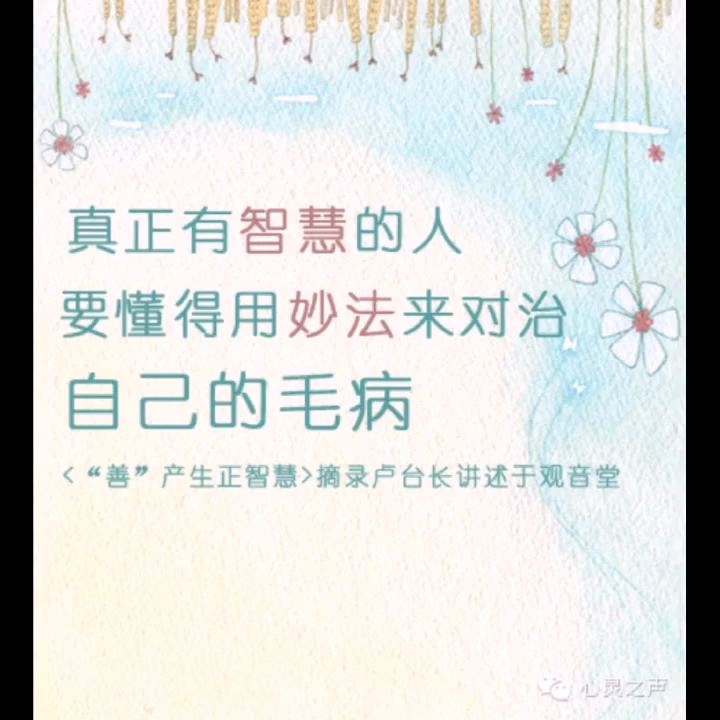 真正有智慧的人
要懂得用妙法来对治
自己的毛病
<“善”产生正智慧>摘录卢台长讲述于观音堂
心灵之声